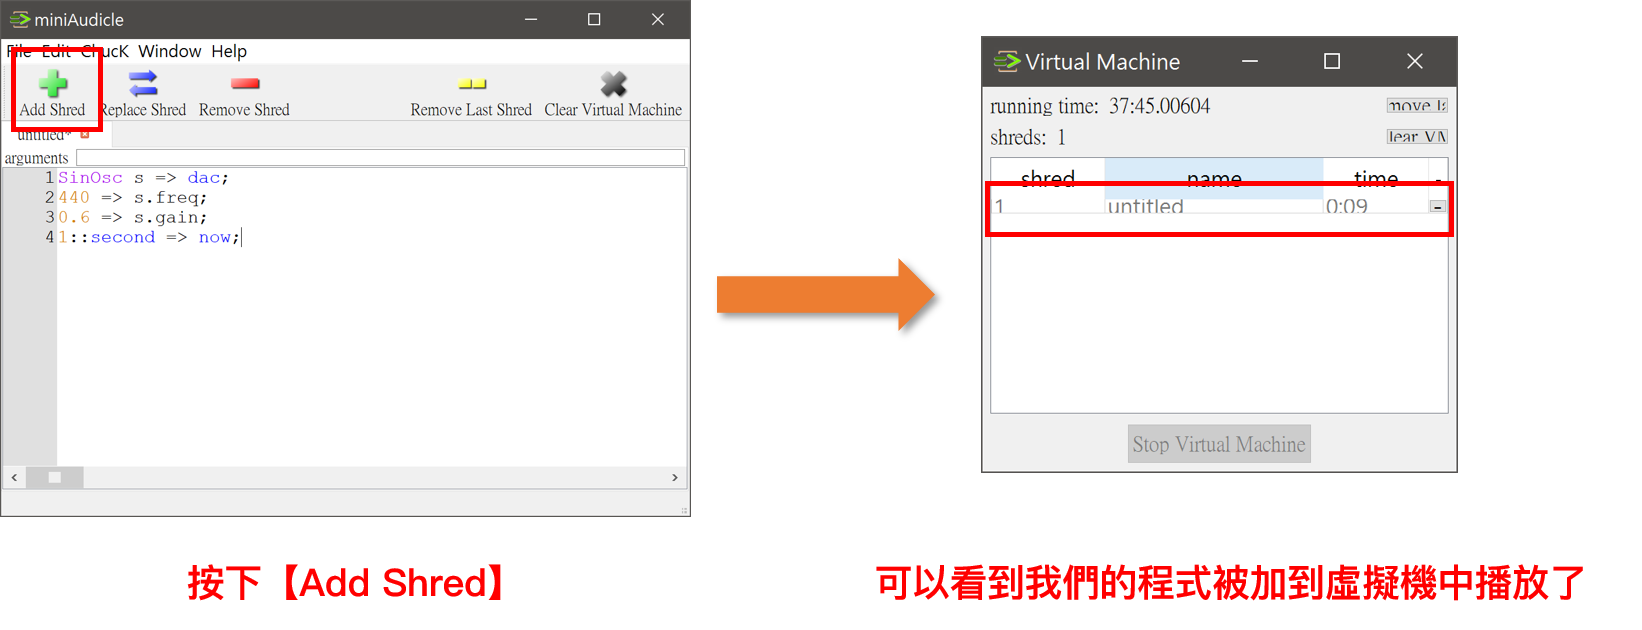 miniAudicle
File Edit ChucK Window Help
Add Shred Replace Shred Remove Shred Remove Last Shred Clear Virtual Machine
untitled*
arguments
1 SinOsc s => dac;
2 440 => s.freq;
3 0.6 => s.gain;
4 1::second => now;
按下【Add Shred】
Virtual Machine
running time: 37:45.00604
shreds: 1
shred name time -
1 untitled 0:09 -
Stop Virtual Machine
可以看到我們的程式被加到虛擬機中播放了